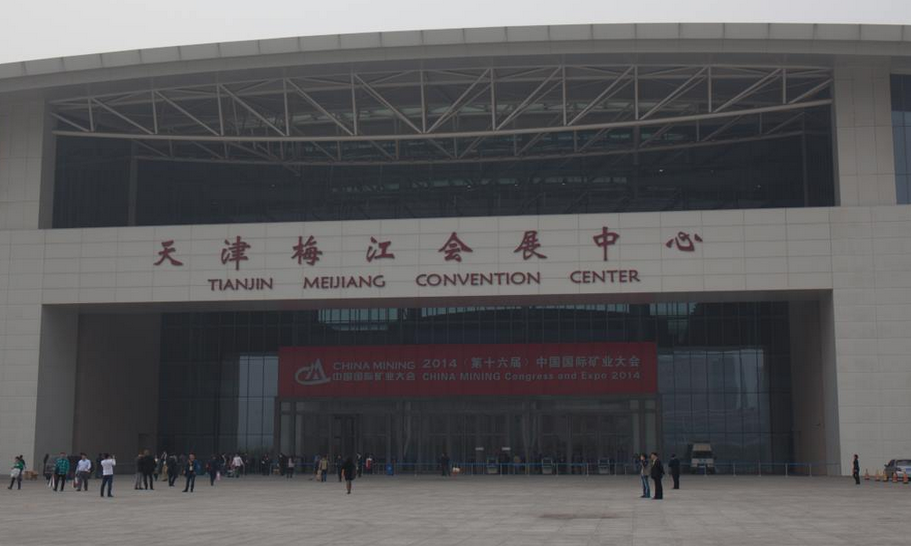 天津梅江会展中心
TIANJIN MEIJIANG CONVENTION CENTER
CHINA MINING
中国国际矿业大会
2014（第十六届）中国国际矿业大会
CHINA MINING Congress and Expo 2014